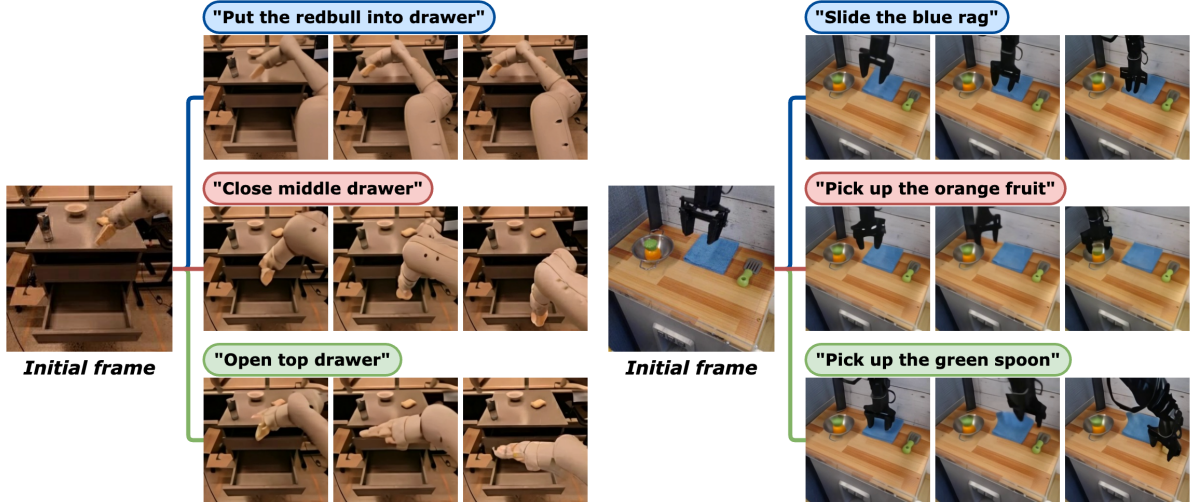 "Put the redbull into drawer"
"Close middle drawer"
Initial frame
"Open top drawer"
"Slide the blue rag"
"Pick up the orange fruit"
Initial frame
"Pick up the green spoon"